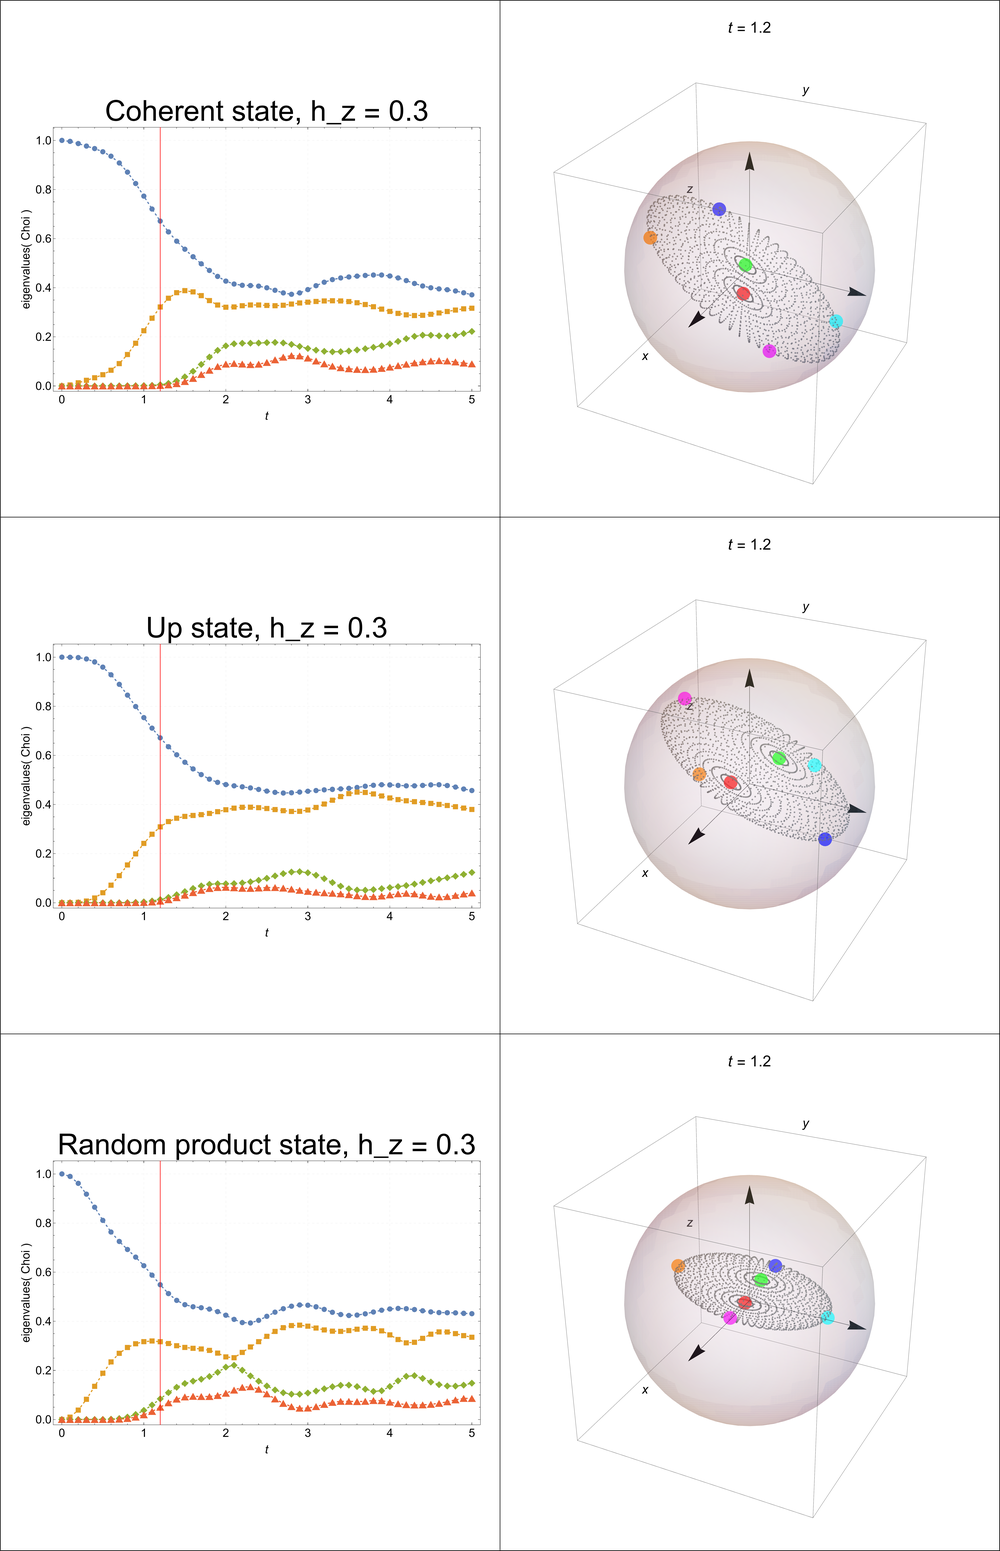 Coherent state, h_z = 0.3
eigenvalues( Choi )
1.0
0.8
0.6
0.4
0.2
0.0
0 1 2 3 4 5
t
t = 1.2
y
z
x
Up state, h_z = 0.3
eigenvalues( Choi )
1.0
0.8
0.6
0.4
0.2
0.0
0 1 2 3 4 5
t
t = 1.2
y
z
x
Random product state, h_z = 0.3
eigenvalues( Choi )
1.0
0.8
0.6
0.4
0.2
0.0
0 1 2 3 4 5
t
t = 1.2
y
z
x